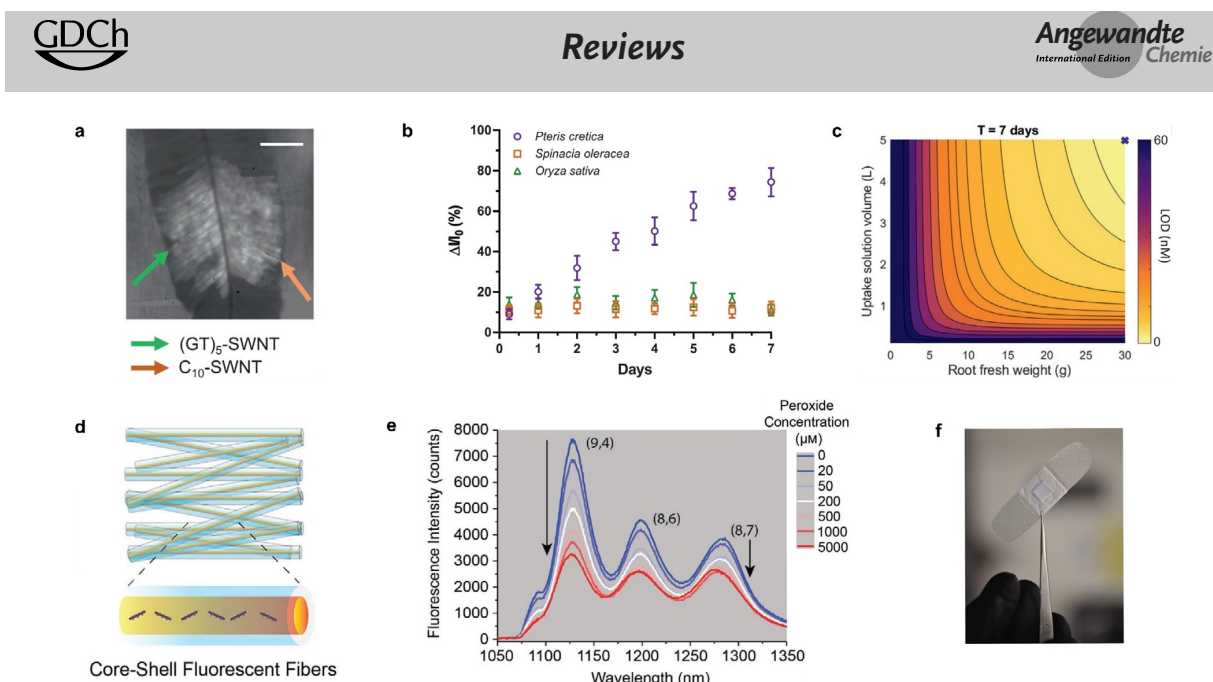 GDCh
Reviews
Angewandte
International Edition Chemie
a
(GT)₅-SWNT
C₁₀-SWNT
b
100
80
60
40
20
0
ΔI/I₀ (%)
Pteris cretica
Spinacia oleracea
Oryza sativa
0 1 2 3 4 5 6 7
Days
c
T = 7 days
5
4
3
2
1
Uptake solution volume (L)
0 5 10 15 20 25 30
Root fresh weight (g)
60
LOD (nM)
0
d
Core-Shell Fluorescent Fibers
e
8000
7000
6000
5000
4000
3000
2000
1000
0
Fluorescence Intensity (counts)
(9,4)
(8,6)
(8,7)
1050 1100 1150 1200 1250 1300 1350
Wavelength (nm)
Peroxide
Concentration
(µM)
0
20
50
200
500
1000
5000
f